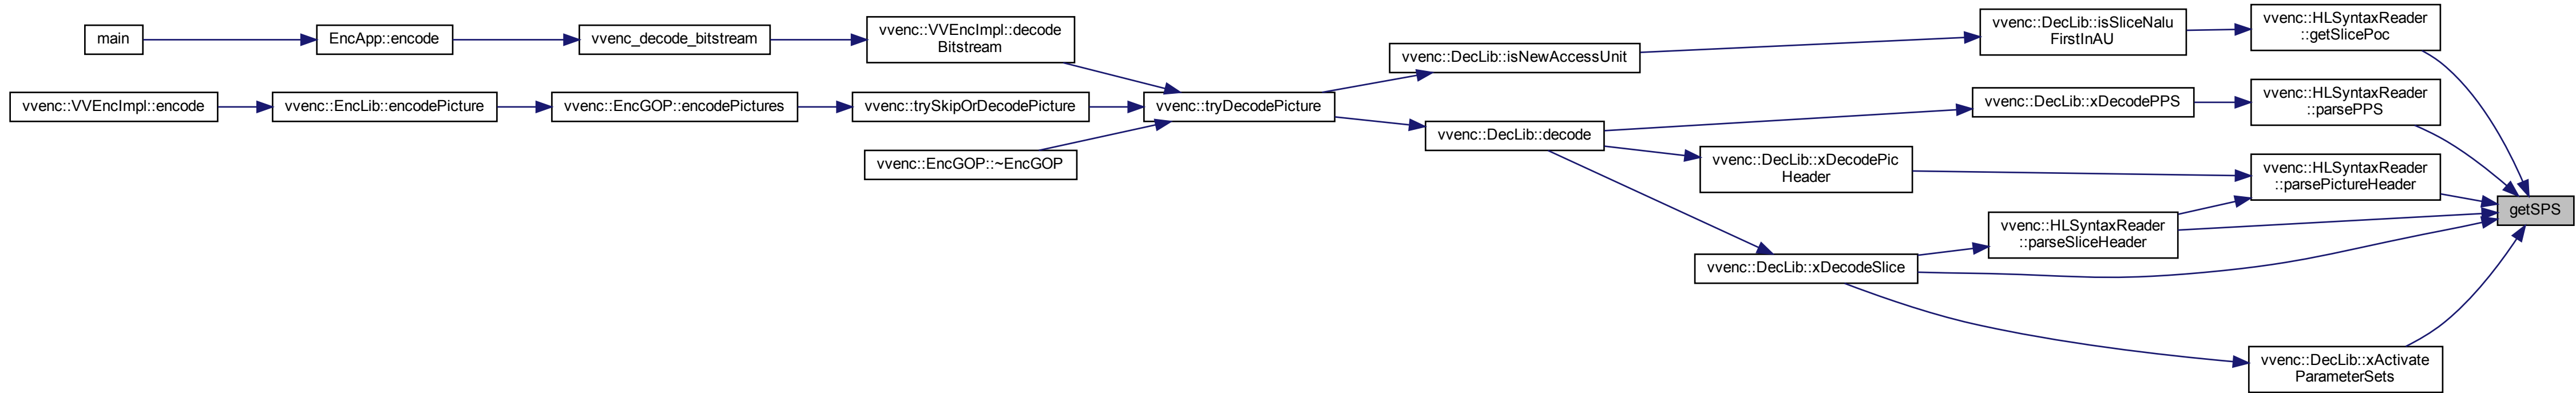 main
EncApp::encode
vvenc_decode_bitstream
vvenc::VVEncImpl::decode
Bitstream
vvenc::DecLib::isNewAccessUnit
vvenc::DecLib::isSliceNalu
FirstInAU
vvenc::HLSyntaxReader
::getSlicePoc
vvenc::VVEncImpl::encode
vvenc::EncLib::encodePicture
vvenc::EncGOP::encodePictures
vvenc::trySkipOrDecodePicture
vvenc::tryDecodePicture
vvenc::DecLib::xDecodePPS
vvenc::HLSyntaxReader
::parsePPS
vvenc::EncGOP::~EncGOP
vvenc::DecLib::decode
vvenc::DecLib::xDecodePic
Header
vvenc::HLSyntaxReader
::parsePictureHeader
getSPS
vvenc::HLSyntaxReader
::parseSliceHeader
vvenc::DecLib::xDecodeSlice
vvenc::DecLib::xActivate
ParameterSets